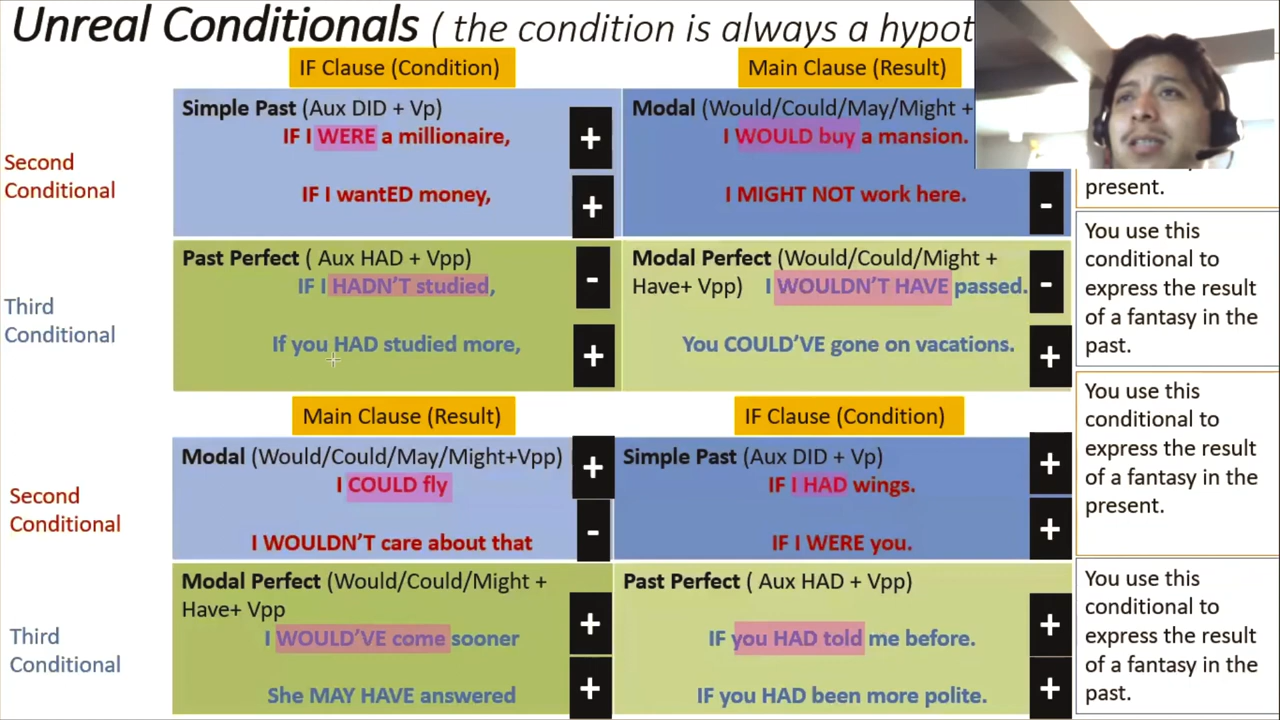 Unreal Conditionals ( the condition is always a hypot
IF Clause (Condition)
Main Clause (Result)
Second
Conditional
Simple Past (Aux DID + Vp)
IF I WERE a millionaire,
+
IF I wantED money,
+
Modal (Would/Could/May/Might +
I WOULD buy a mansion.
I MIGHT NOT work here.
-
present.
Third
Conditional
Past Perfect ( Aux HAD + Vpp)
IF I HADN'T studied,
-
If you HAD studied more,
+
Modal Perfect (Would/Could/Might +
Have+ Vpp) I WOULDN'T HAVE passed.
-
You COULD'VE gone on vacations.
+
You use this
conditional to
express the result
of a fantasy in the
past.
Main Clause (Result)
IF Clause (Condition)
Second
Conditional
Modal (Would/Could/May/Might+Vpp)
I COULD fly
+
I WOULDN'T care about that
-
Simple Past (Aux DID + Vp)
IF I HAD wings.
+
IF I WERE you.
+
You use this
conditional to
express the result
of a fantasy in the
present.
Third
Conditional
Modal Perfect (Would/Could/Might +
Have+ Vpp
I WOULD'VE come sooner
+
She MAY HAVE answered
+
Past Perfect ( Aux HAD + Vpp)
IF you HAD told me before.
+
IF you HAD been more polite.
+
You use this
conditional to
express the result
of a fantasy in the
past.